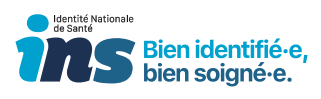 Identité Nationale
de Santé
ins
Bien identifié·e,
bien soigné·e.